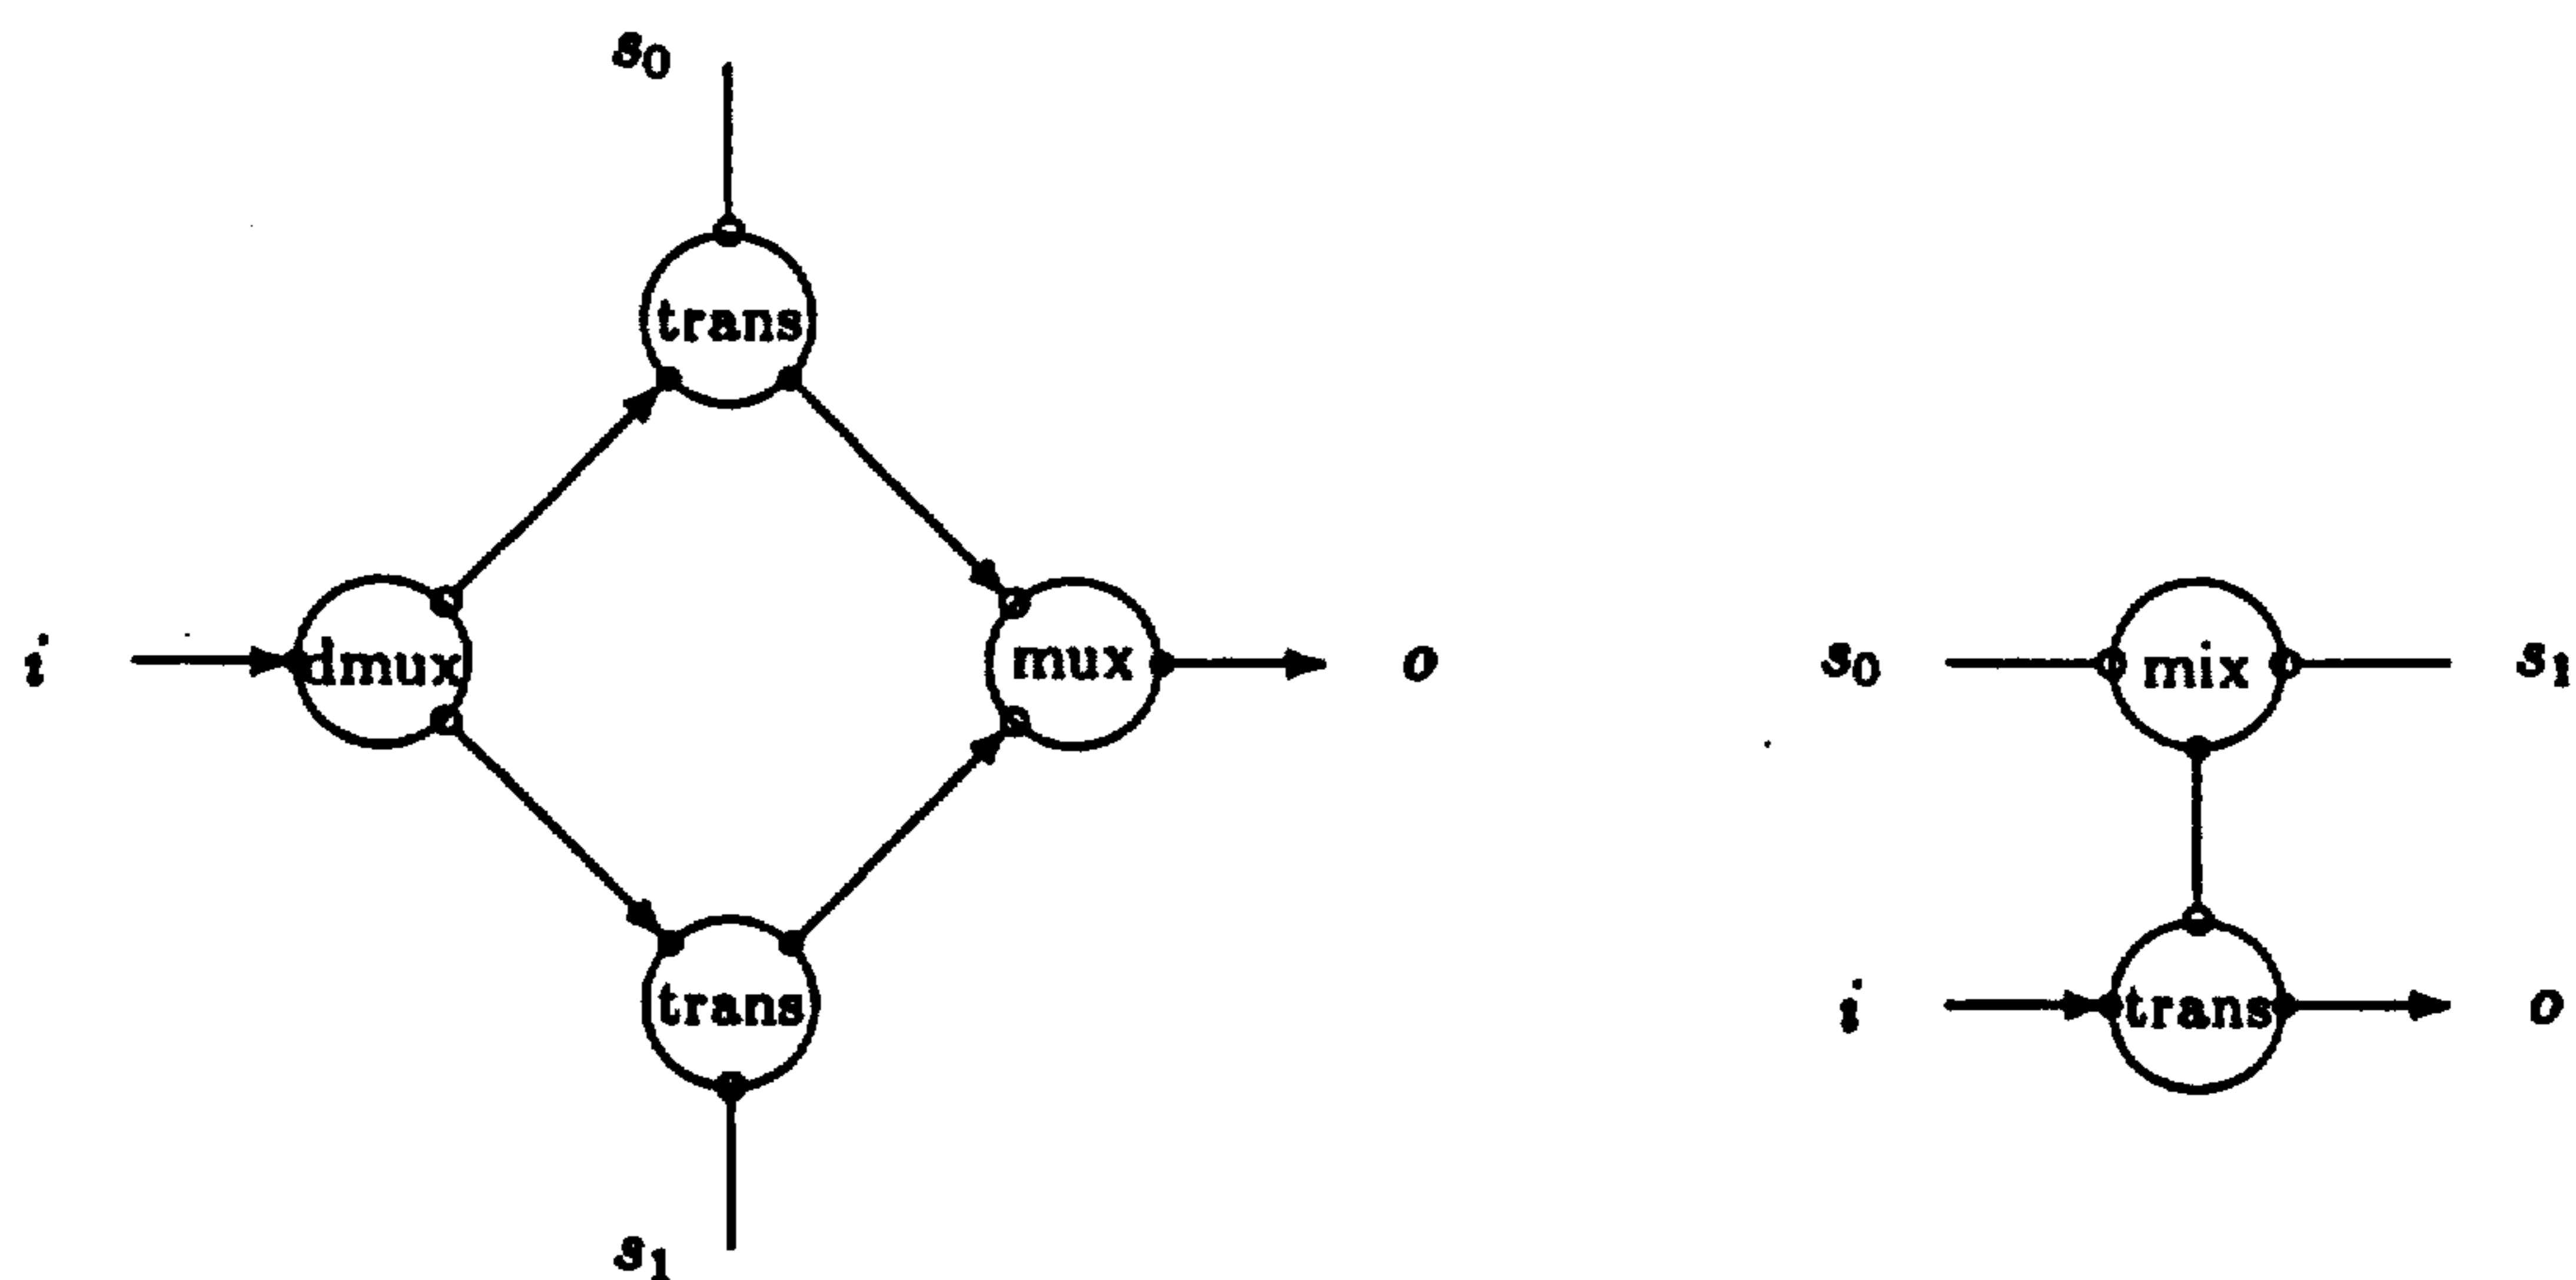 s₀
trans
i dmux mux o
trans
s₁
s₀ mix s₁
i trans o